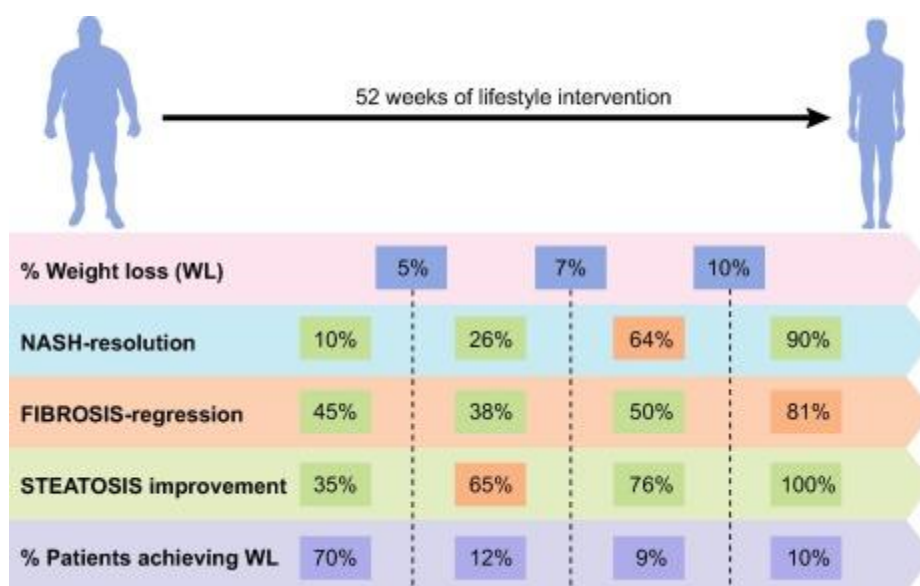 52 weeks of lifestyle intervention
% Weight loss (WL) 5% 7% 10%
NASH-resolution 10% 26% 64% 90%
FIBROSIS-regression 45% 38% 50% 81%
STEATOSIS improvement 35% 65% 76% 100%
% Patients achieving WL 70% 12% 9% 10%